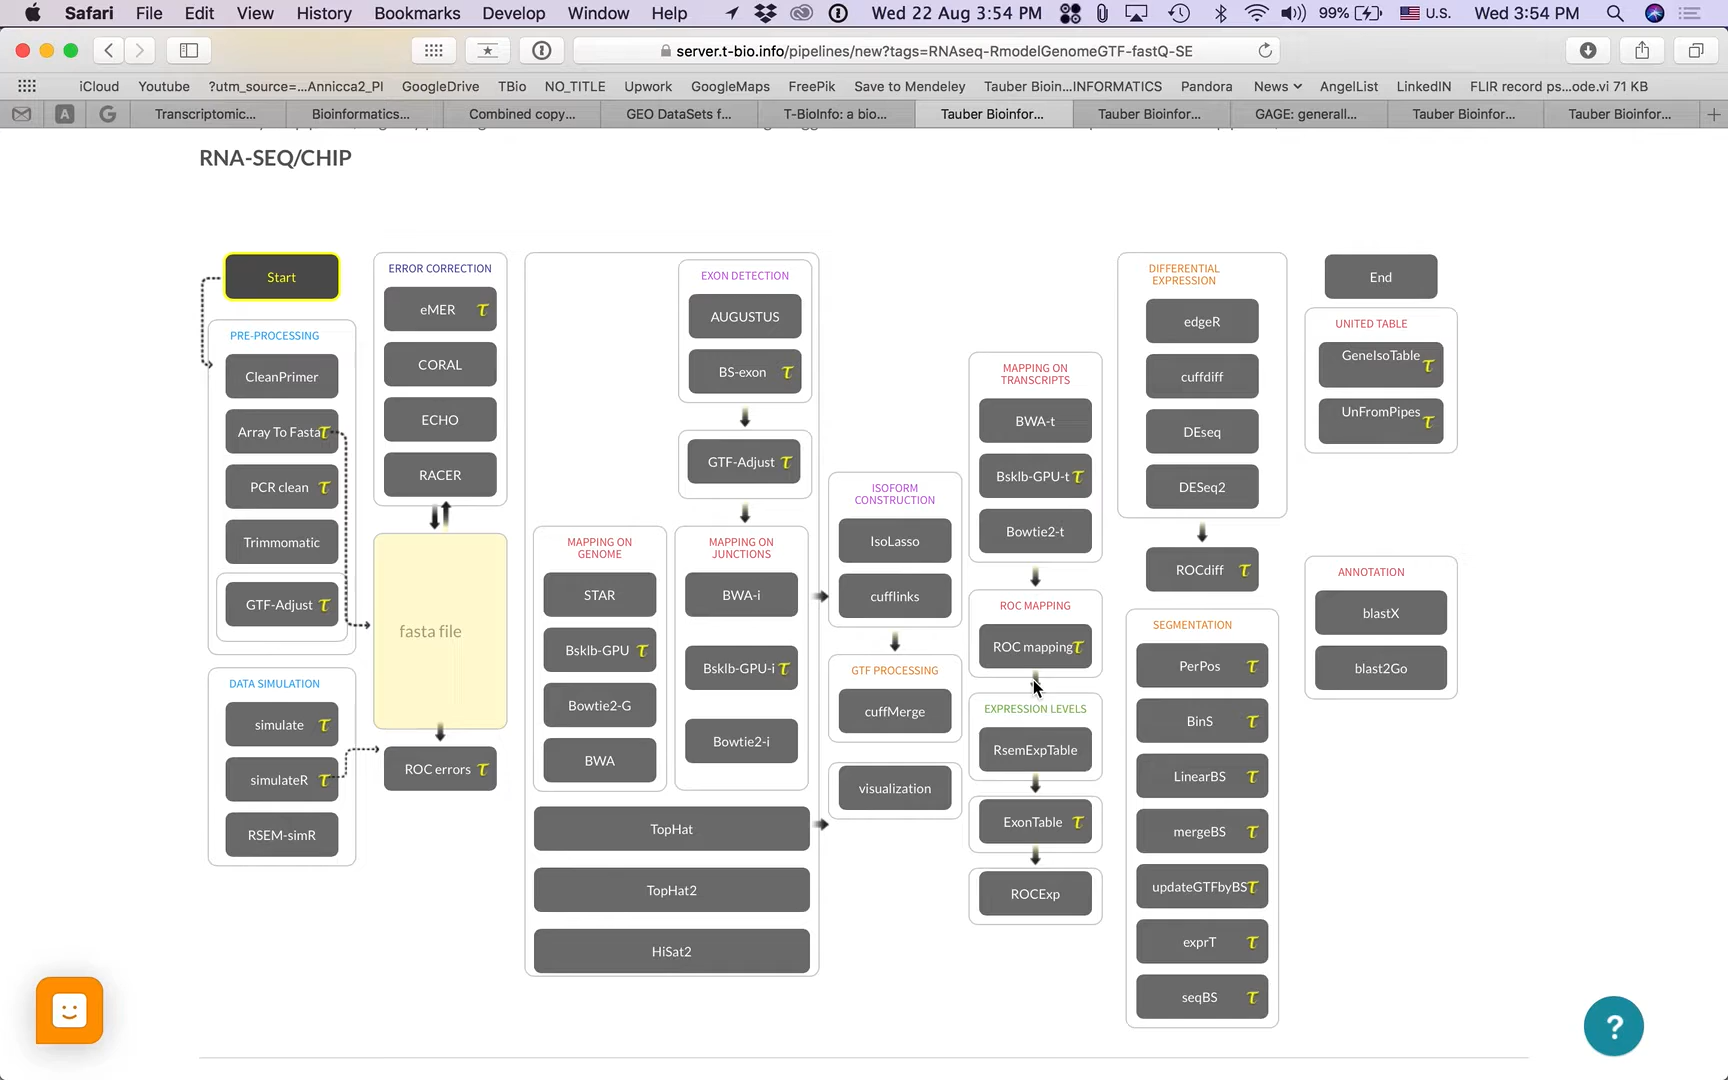 Safari File Edit View History Bookmarks Develop Window Help Wed 22 Aug 3:54 PM 99% U.S. Wed 3:54 PM
server.t-bio.info/pipelines/new?tags=RNAseq-RmodelGenomeGTF-fastQ-SE
iCloud Youtube ?utm_source=...Annicca2_PI GoogleDrive TBio NO_TITLE Upwork GoogleMaps FreePik Save to Mendeley Tauber Bioin...INFORMATICS Pandora News AngelList LinkedIN FLIR record ps...ode.vi 71 KB
A G Transcriptomic... Bioinformatics... Combined copy... GEO DataSets f... T-BioInfo: a bio... Tauber Bioinfor... Tauber Bioinfor... GAGE: generall... Tauber Bioinfor... Tauber Bioinfor...
RNA-SEQ/CHIP
Start
PRE-PROCESSING
CleanPrimer
Array To Fasta τ
PCR clean τ
Trimmomatic
GTF-Adjust τ
DATA SIMULATION
simulate τ
simulateR τ
RSEM-simR
ERROR CORRECTION
eMER τ
CORAL
ECHO
RACER
fasta file
ROC errors τ
EXON DETECTION
AUGUSTUS
BS-exon τ
GTF-Adjust τ
MAPPING ON
GENOME
STAR
Bsklb-GPU τ
Bowtie2-G
BWA
MAPPING ON
JUNCTIONS
BWA-i
Bsklb-GPU-i τ
Bowtie2-i
TopHat
TopHat2
HiSat2
ISOFORM
CONSTRUCTION
IsoLasso
cufflinks
GTF PROCESSING
cuffMerge
visualization
MAPPING ON
TRANSCRIPTS
BWA-t
Bsklb-GPU-t τ
Bowtie2-t
ROC MAPPING
ROC mapping τ
EXPRESSION LEVELS
RsemExpTable
ExonTable τ
ROCExp
DIFFERENTIAL
EXPRESSION
edgeR
cuffdiff
DEseq
DESeq2
ROCdiff τ
SEGMENTATION
PerPos τ
BinS τ
LinearBS τ
mergeBS τ
updateGTFbyBS τ
exprT τ
seqBS τ
End
UNITED TABLE
GeneIsoTable τ
UnFromPipes τ
ANNOTATION
blastX
blast2Go
?